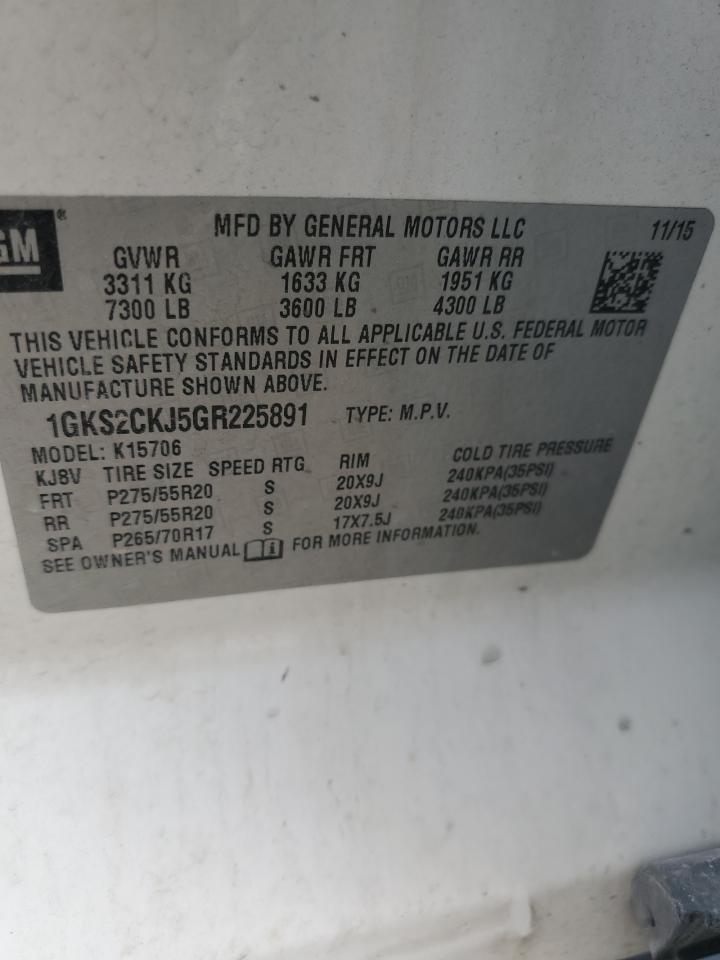 GM ®
MFD BY GENERAL MOTORS LLC 11/15
GVWR GAWR FRT GAWR RR
3311 KG 1633 KG 1951 KG
7300 LB 3600 LB 4300 LB
THIS VEHICLE CONFORMS TO ALL APPLICABLE U.S. FEDERAL MOTOR
VEHICLE SAFETY STANDARDS IN EFFECT ON THE DATE OF
MANUFACTURE SHOWN ABOVE.
1GKS2CKJ5GR225891 TYPE: M.P.V.
MODEL: K15706
KJ8V TIRE SIZE SPEED RTG RIM COLD TIRE PRESSURE
FRT P275/55R20 S 20X9J 240KPA(35PSI)
RR P275/55R20 S 20X9J 240KPA(35PSI)
SPA P265/70R17 S 17X7.5J 240KPA(35PSI)
SEE OWNER'S MANUAL FOR MORE INFORMATION.